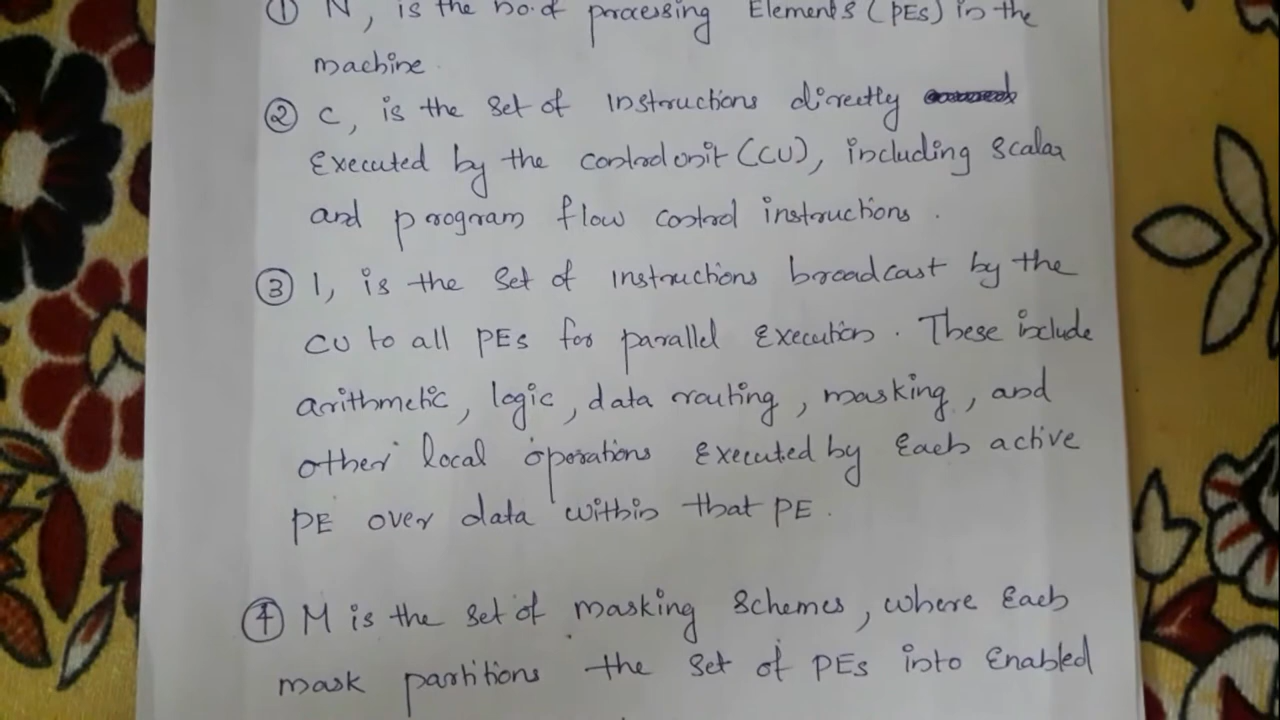 ① N, is the no.of processing Elements (PEs) in the
machine.
② C, is the set of instructions directly
Executed by the control unit (CU), including scalar
and program flow control instructions.
③ I, is the set of instructions broadcast by the
CU to all PEs for parallel Execution. These include
arithmetic, logic, data routing, masking, and
other local operations Executed by Each active
PE over data within that PE.
④ M is the set of masking schemes, where Each
mask partitions the set of PEs into Enabled